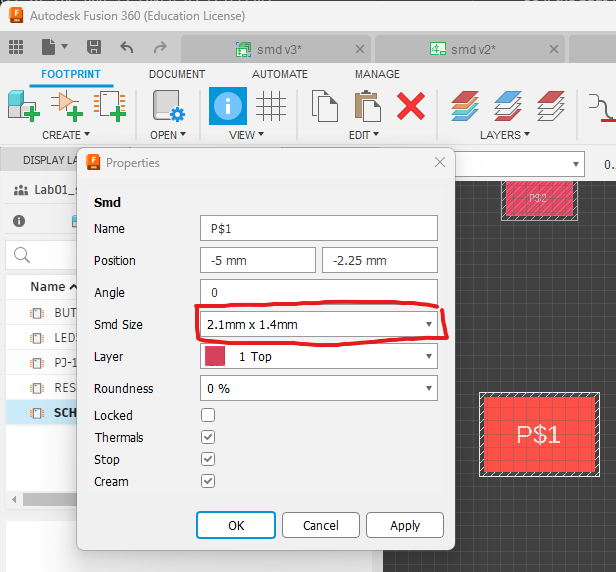 Autodesk Fusion 360 (Education License)
smd v3*
smd v2*
FOOTPRINT
DOCUMENT
AUTOMATE
MANAGE
CREATE
OPEN
VIEW
EDIT
LAYERS
DISPLAY LA
Properties
0.
Lab01_s
Smd
P$2
Name
P$1
Position
-5 mm
-2.25 mm
Angle
0
Name
Smd Size
2.1mm x 1.4mm
BUT
LED
Layer
1 Top
PJ-1
Roundness
0 %
RES
SCH
Locked
Thermals
P$1
Stop
Cream
OK
Cancel
Apply